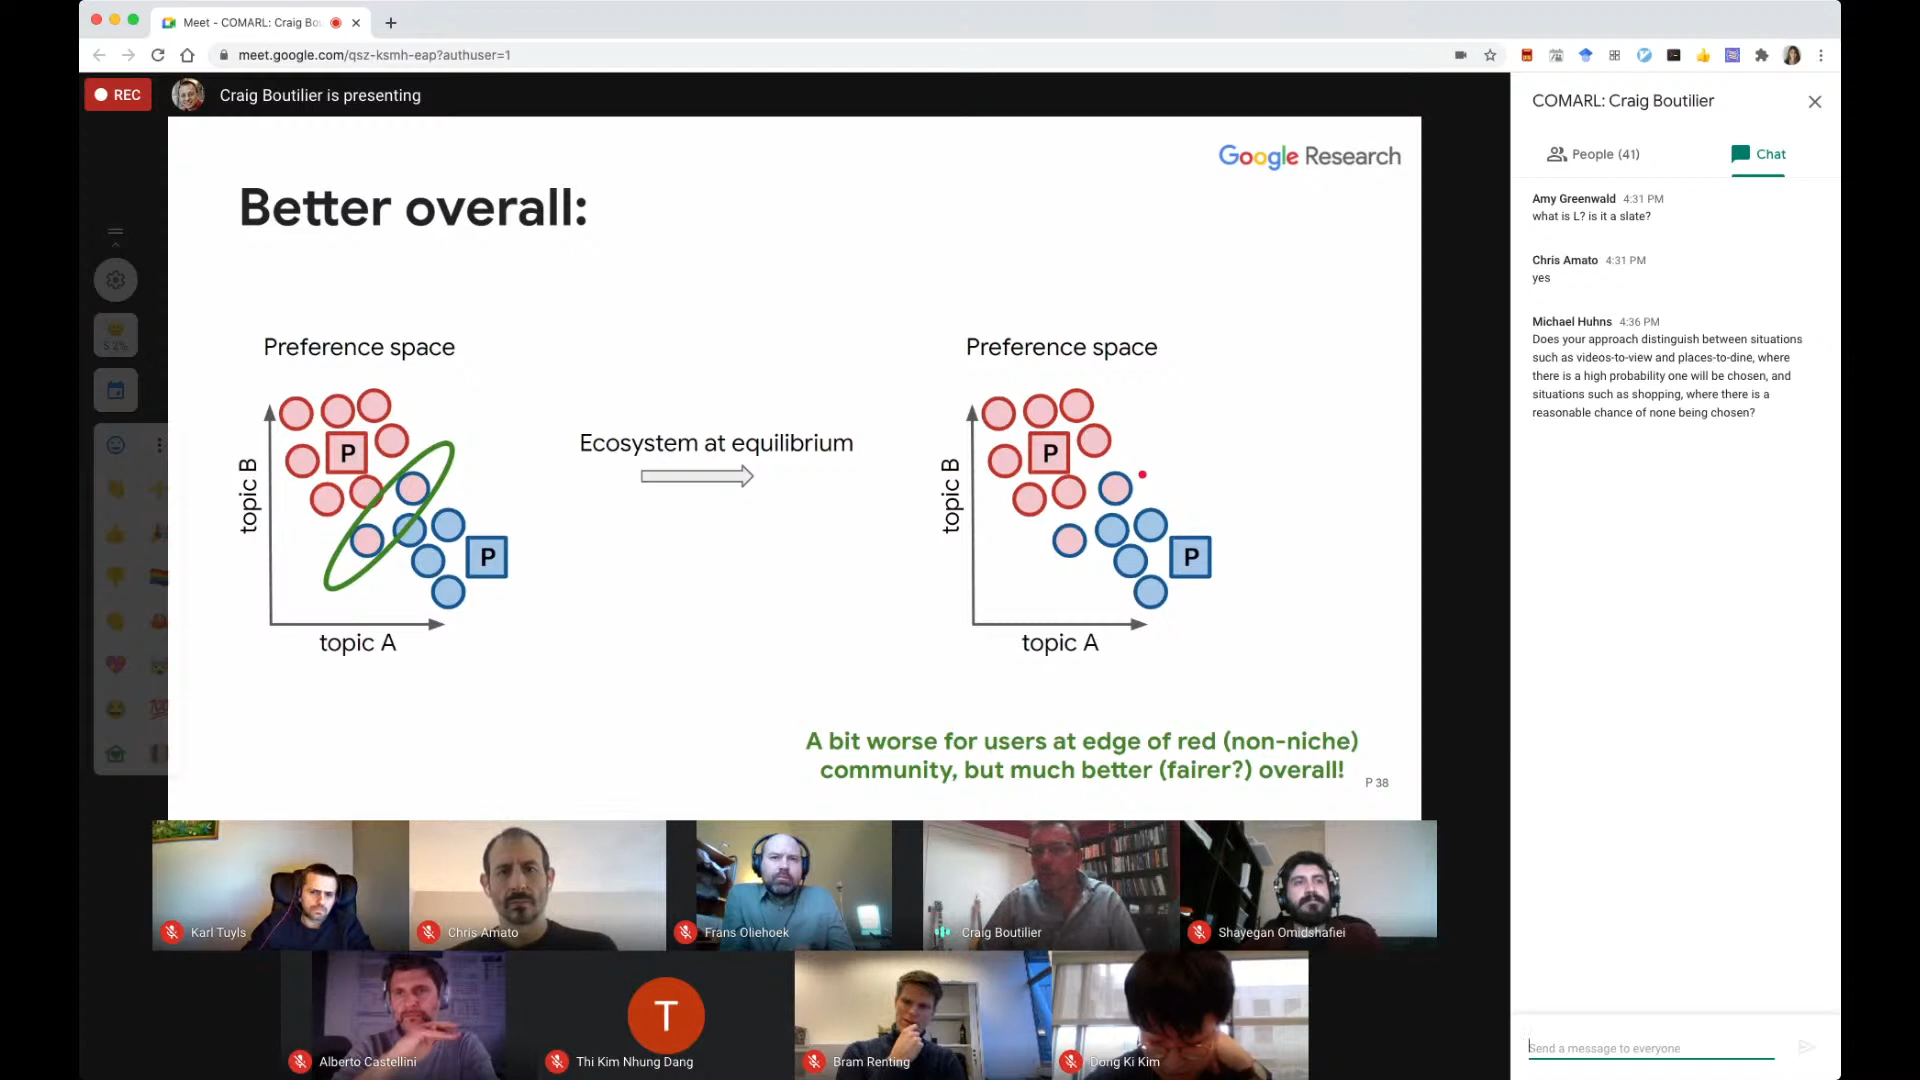 Meet - COMARL: Craig Bo
meet.google.com/qsz-ksmh-eap?authuser=1
REC
Craig Boutilier is presenting
Google Research
Better overall:
Preference space
P
P
topic B
topic A
Ecosystem at equilibrium
Preference space
P
P
topic B
topic A
A bit worse for users at edge of red (non-niche)
community, but much better (fairer?) overall!
P 38
Karl Tuyls
Chris Amato
Frans Oliehoek
Craig Boutilier
Shayegan Omidshafiei
Alberto Castellini
T
Thi Kim Nhung Dang
Bram Renting
Dong Ki Kim
COMARL: Craig Boutilier
People (41)
Chat
Amy Greenwald 4:31 PM
what is L? is it a slate?
Chris Amato 4:31 PM
yes
Michael Huhns 4:36 PM
Does your approach distinguish between situations
such as videos-to-view and places-to-dine, where
there is a high probability one will be chosen, and
situations such as shopping, where there is a
reasonable chance of none being chosen?
Send a message to everyone